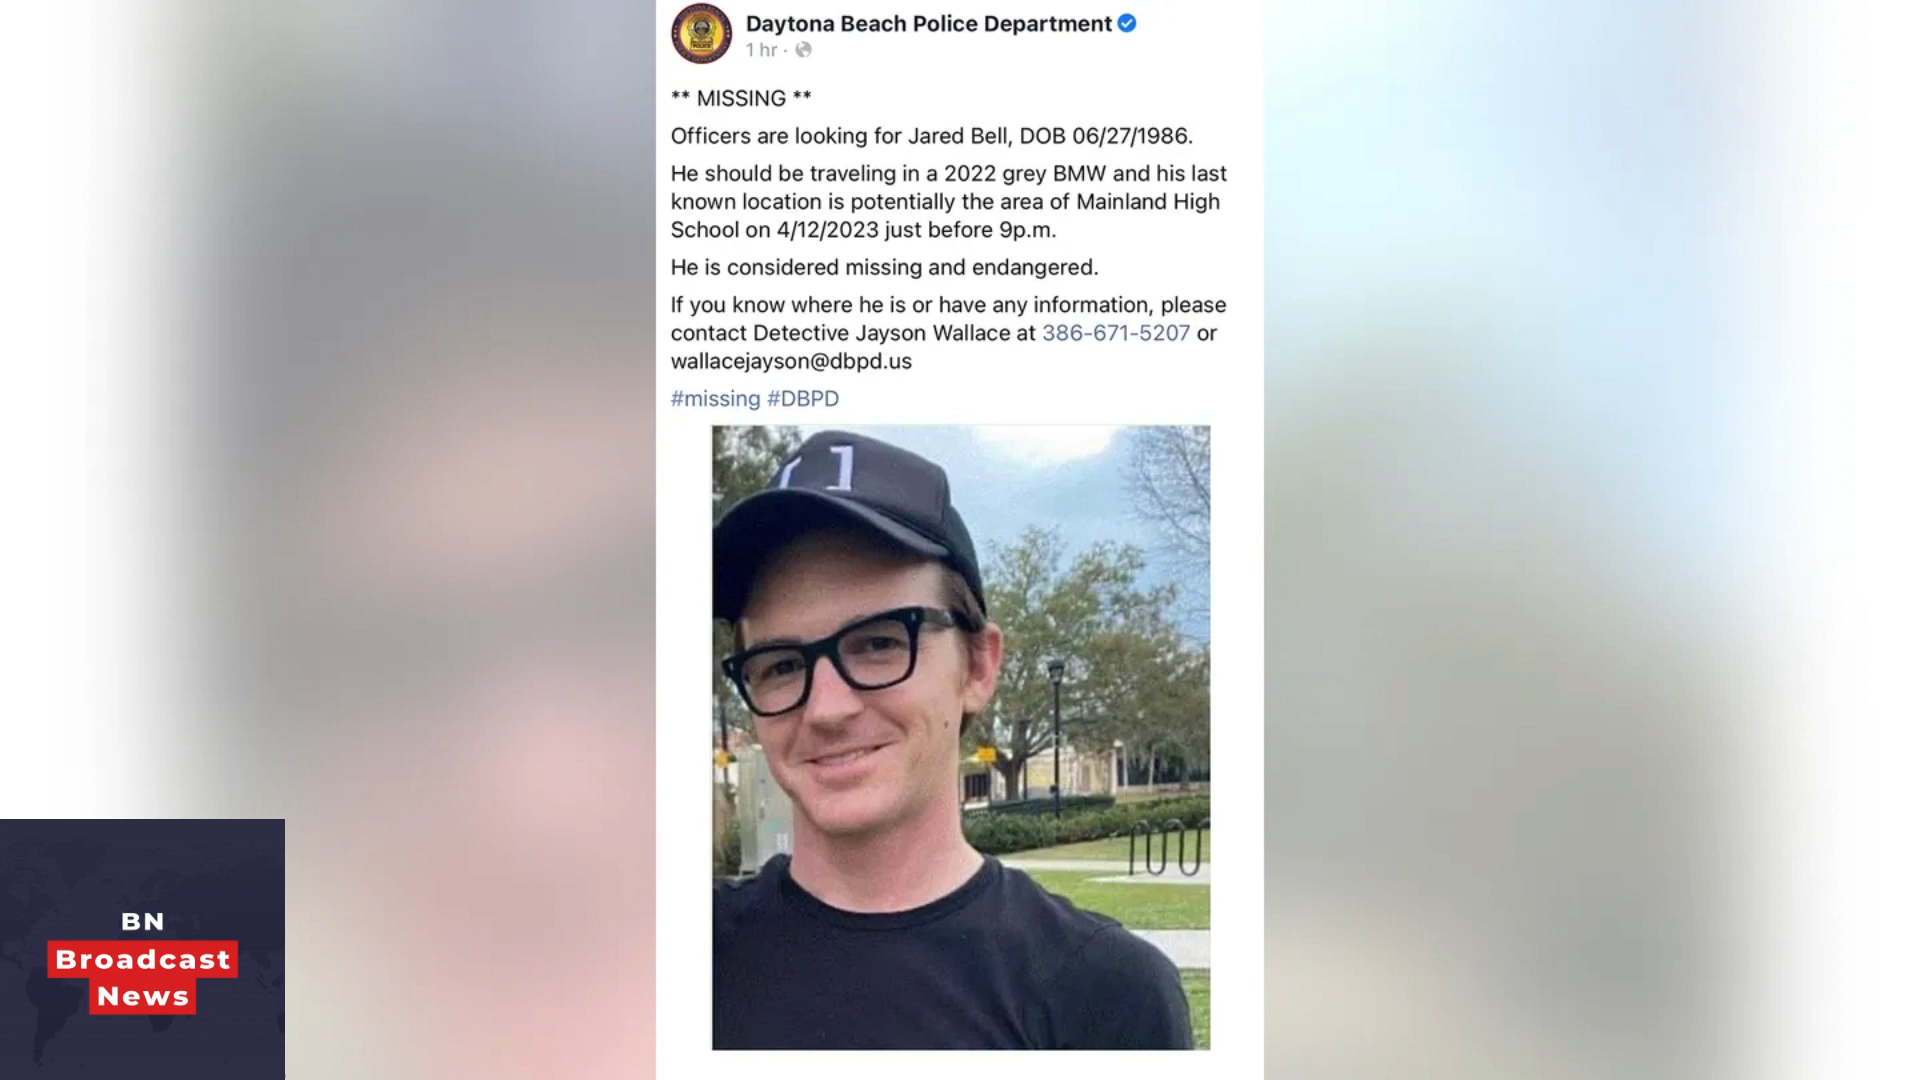 Daytona Beach Police Department
1 hr ·
** MISSING **
Officers are looking for Jared Bell, DOB 06/27/1986.
He should be traveling in a 2022 grey BMW and his last
known location is potentially the area of Mainland High
School on 4/12/2023 just before 9p.m.
He is considered missing and endangered.
If you know where he is or have any information, please
contact Detective Jayson Wallace at 386-671-5207 or
wallacejayson@dbpd.us
#missing #DBPD
BN
Broadcast
News